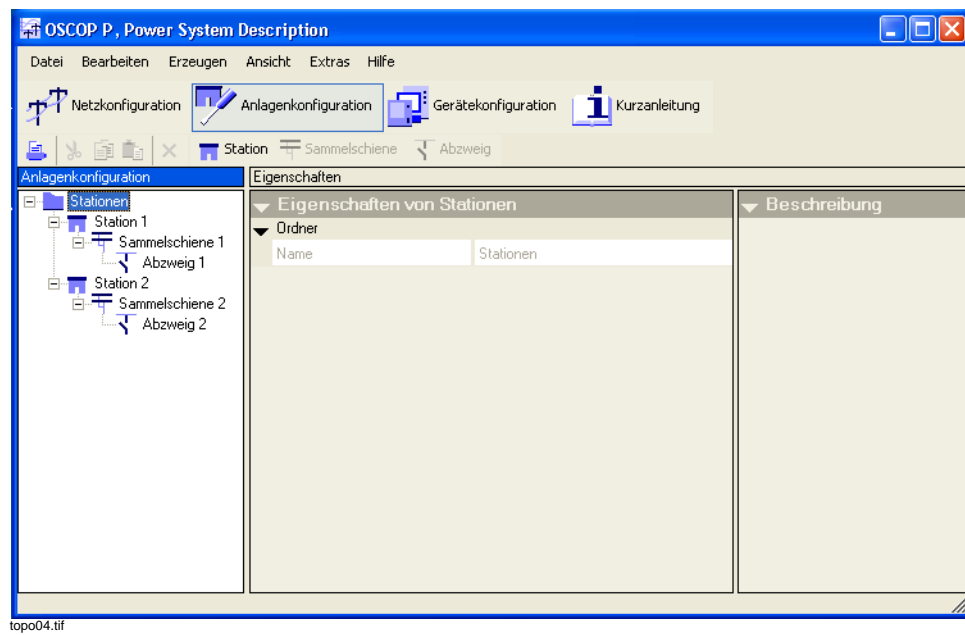 OSCOP P, Power System Description
Datei Bearbeiten Erzeugen Ansicht Extras Hilfe
Netzkonfiguration Anlagenkonfiguration Gerätekonfiguration Kurzanleitung
Station Sammelschiene Abzweig
Anlagenkonfiguration
Stationen
Station 1
Sammelschiene 1
Abzweig 1
Station 2
Sammelschiene 2
Abzweig 2
Eigenschaften
Eigenschaften von Stationen
Ordner
Name Stationen
Beschreibung
topo04.tif